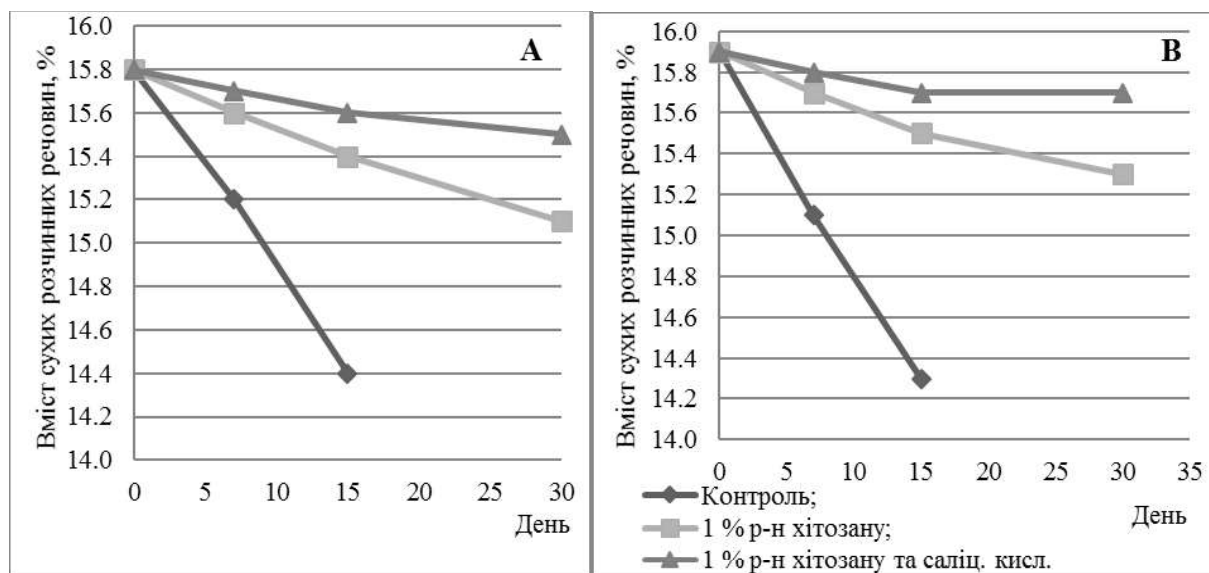 Вміст сухих розчинних речовин, %
16.0
15.8
15.6
15.4
15.2
15.0
14.8
14.6
14.4
14.2
14.0
0 5 10 15 20 25 30
День
А
Вміст сухих розчинних речовин, %
16.0
15.8
15.6
15.4
15.2
15.0
14.8
14.6
14.4
14.2
14.0
0 5 10 15 20 25 30 35
День
В
Контроль;
1 % р-н хітозану;
1 % р-н хітозану та саліц. кисл.